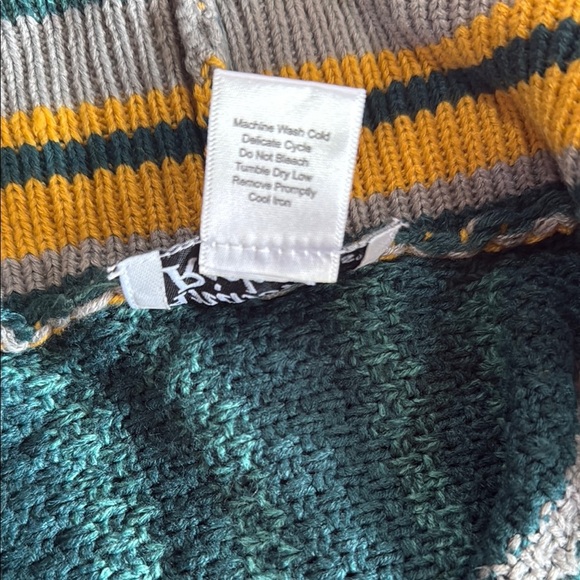 Machine Wash Cold
Delicate Cycle
Do Not Bleach
Tumble Dry Low
Remove Promptly
Cool Iron